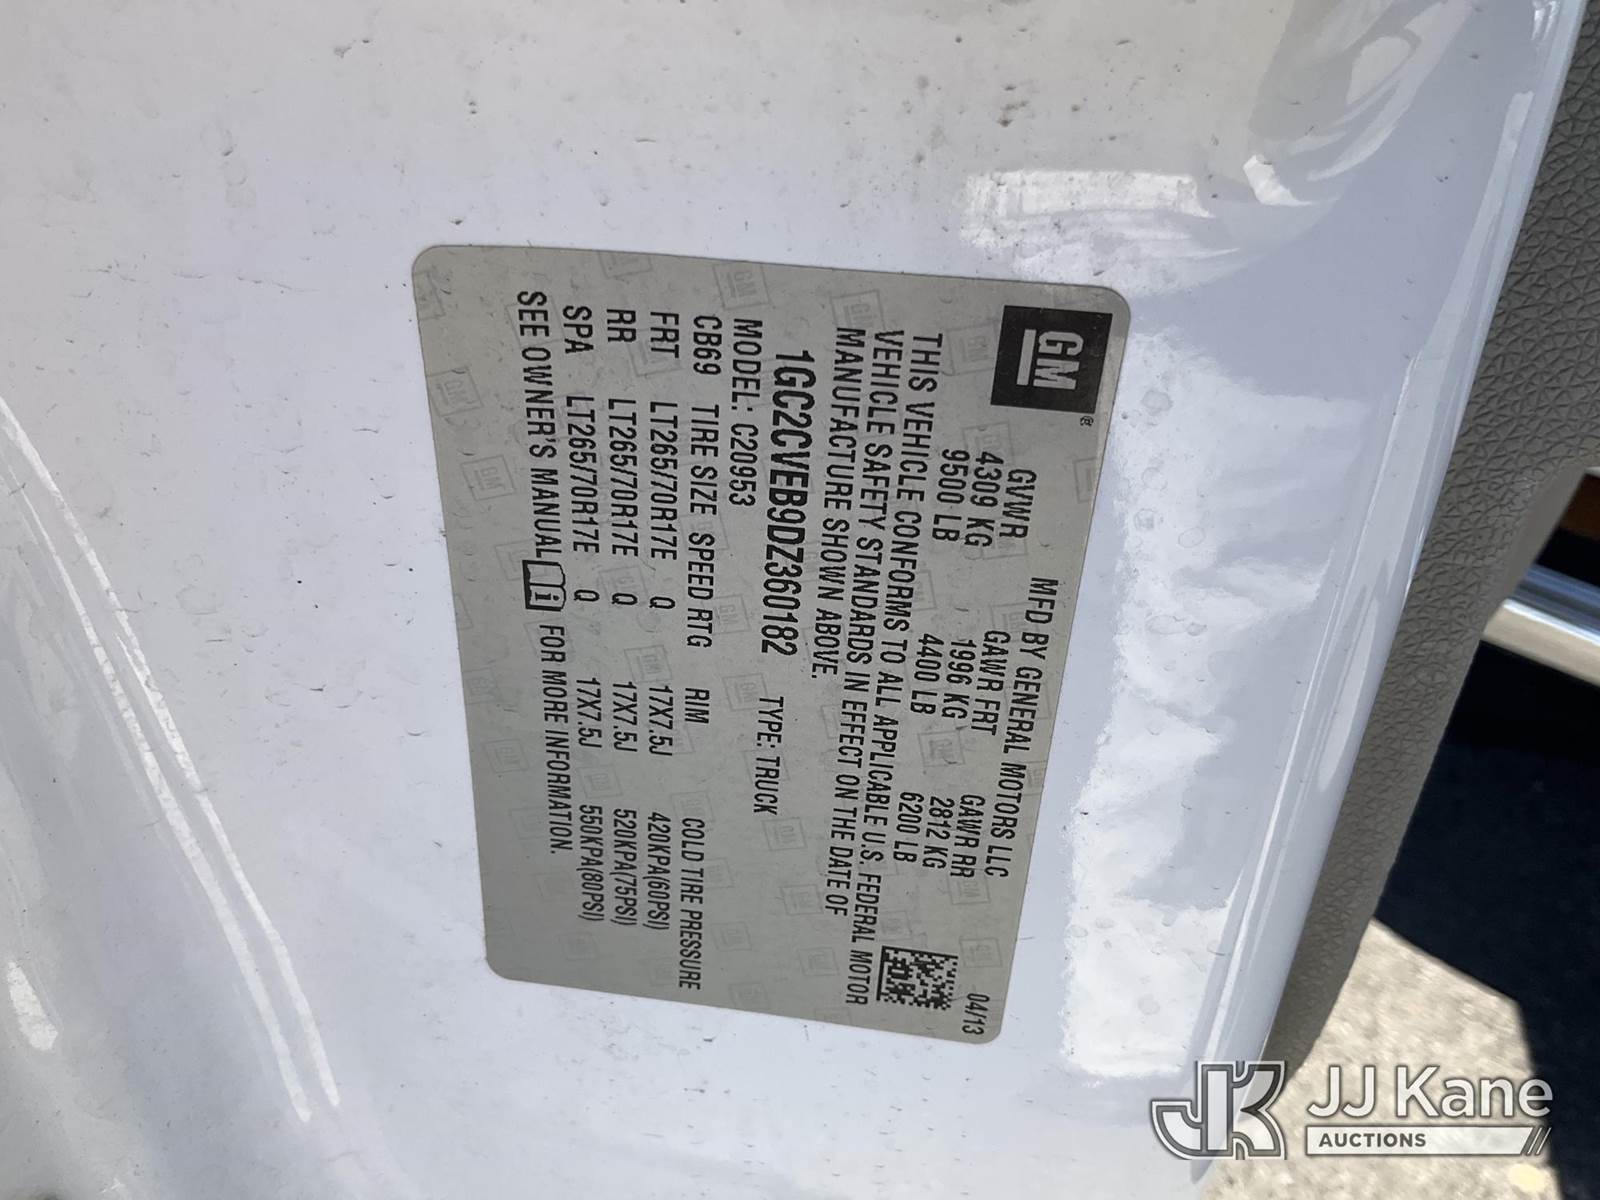 GM®
MFD BY GENERAL MOTORS LLC 04/13
GVWR GAWR FRT GAWR RR
4309 KG 1996 KG 2812 KG
9500 LB 4400 LB 6200 LB
THIS VEHICLE CONFORMS TO ALL APPLICABLE U.S. FEDERAL MOTOR
VEHICLE SAFETY STANDARDS IN EFFECT ON THE DATE OF
MANUFACTURE SHOWN ABOVE.
1GC2CVEB9DZ360182 TYPE: TRUCK
MODEL: C20953
CB69 TIRE SIZE SPEED RTG RIM COLD TIRE PRESSURE
FRT LT265/70R17E Q 17X7.5J 420KPA(60PSI)
RR LT265/70R17E Q 17X7.5J 520KPA(75PSI)
SPA LT265/70R17E Q 17X7.5J 550KPA(80PSI)
SEE OWNER'S MANUAL i FOR MORE INFORMATION.
JK JJ Kane
AUCTIONS